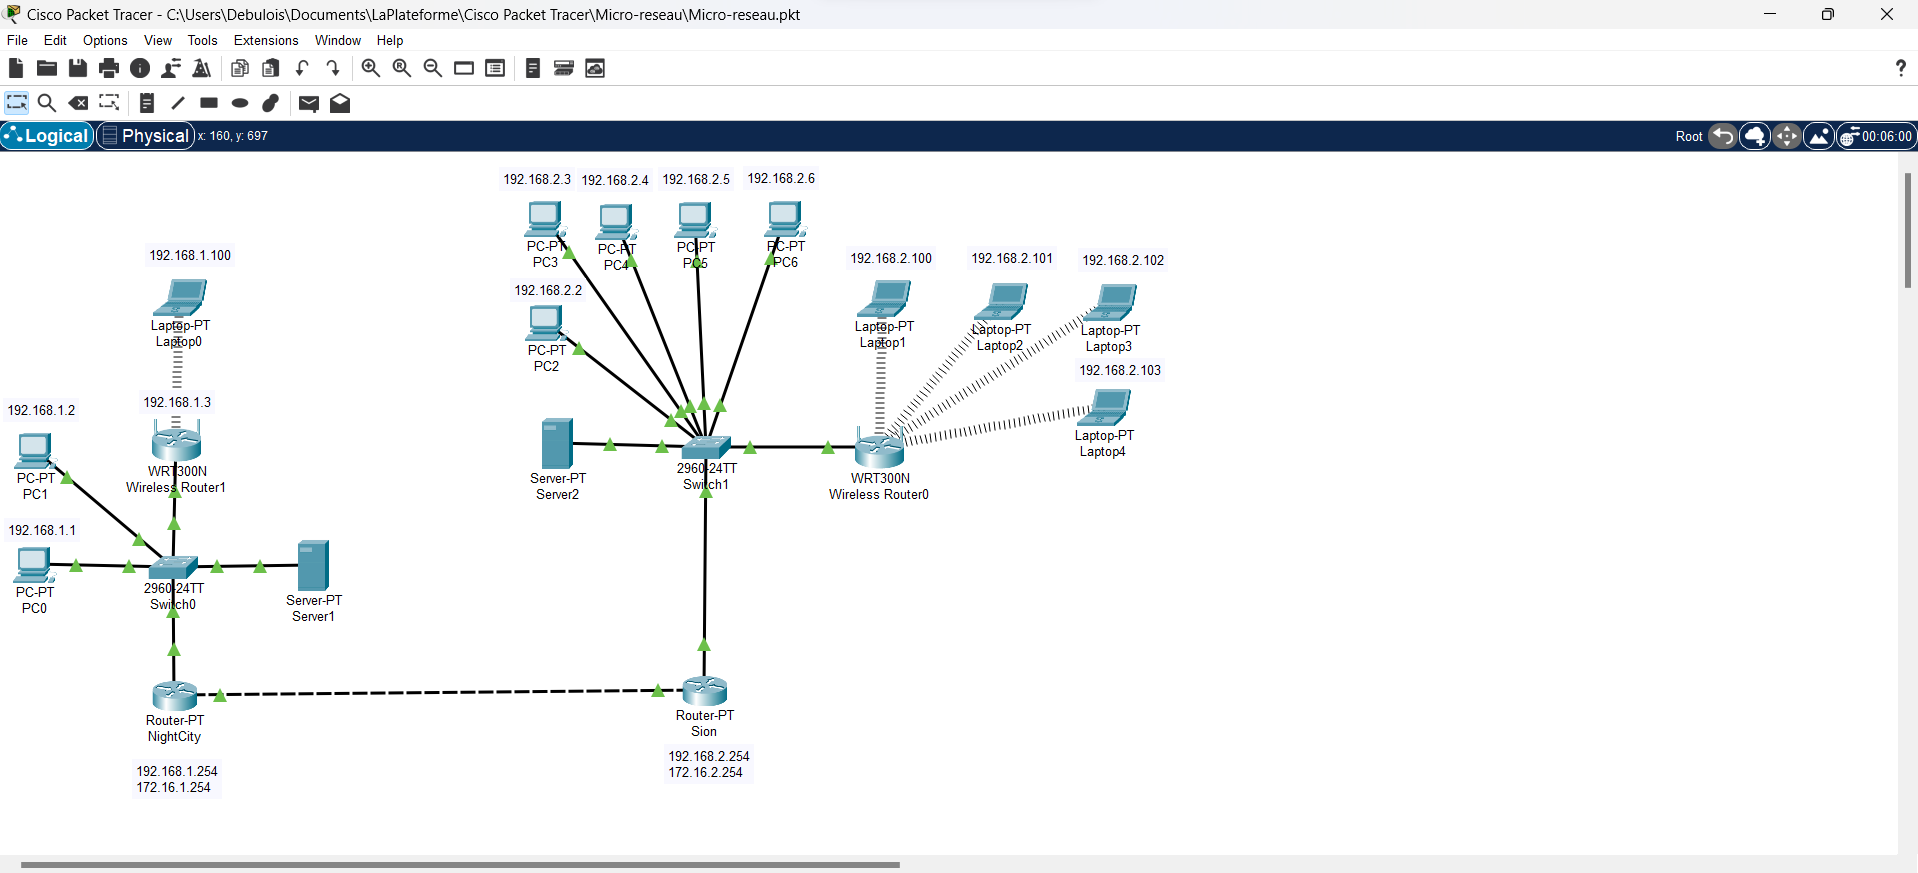 Cisco Packet Tracer - C:\Users\Debulois\Documents\LaPlateforme\Cisco Packet Tracer\Micro-reseau\Micro-reseau.pkt
File Edit Options View Tools Extensions Window Help
Logical Physical x: 160, y: 697 Root 00:06:00
192.168.2.3 192.168.2.4 192.168.2.5 192.168.2.6
PC-PT
PC3
PC-PT
PC4
PC-PT
PC5
PC-PT
PC6
192.168.1.100
Laptop-PT
Laptop0
192.168.2.2
PC-PT
PC2
192.168.2.100
Laptop-PT
Laptop1
192.168.2.101
Laptop-PT
Laptop2
192.168.2.102
Laptop-PT
Laptop3
192.168.2.103
Laptop-PT
Laptop4
192.168.1.3
WRT300N
Wireless Router1
192.168.1.2
PC-PT
PC1
192.168.1.1
PC-PT
PC0
2960-24TT
Switch0
Server-PT
Server1
Server-PT
Server2
2960-24TT
Switch1
WRT300N
Wireless Router0
Router-PT
NightCity
192.168.1.254
172.16.1.254
Router-PT
Sion
192.168.2.254
172.16.2.254